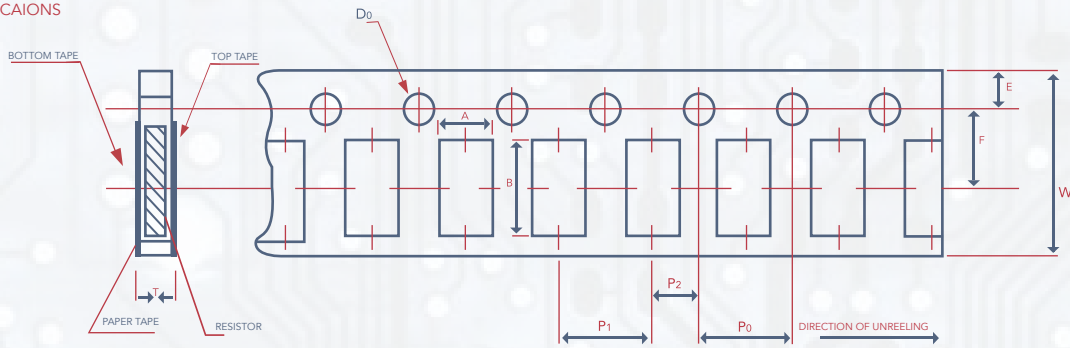 CAIONS
D0
BOTTOM TAPE
TOP TAPE
E
A
F
B
W
P2
T
P1
P0
PAPER TAPE
RESISTOR
DIRECTION OF UNREELING